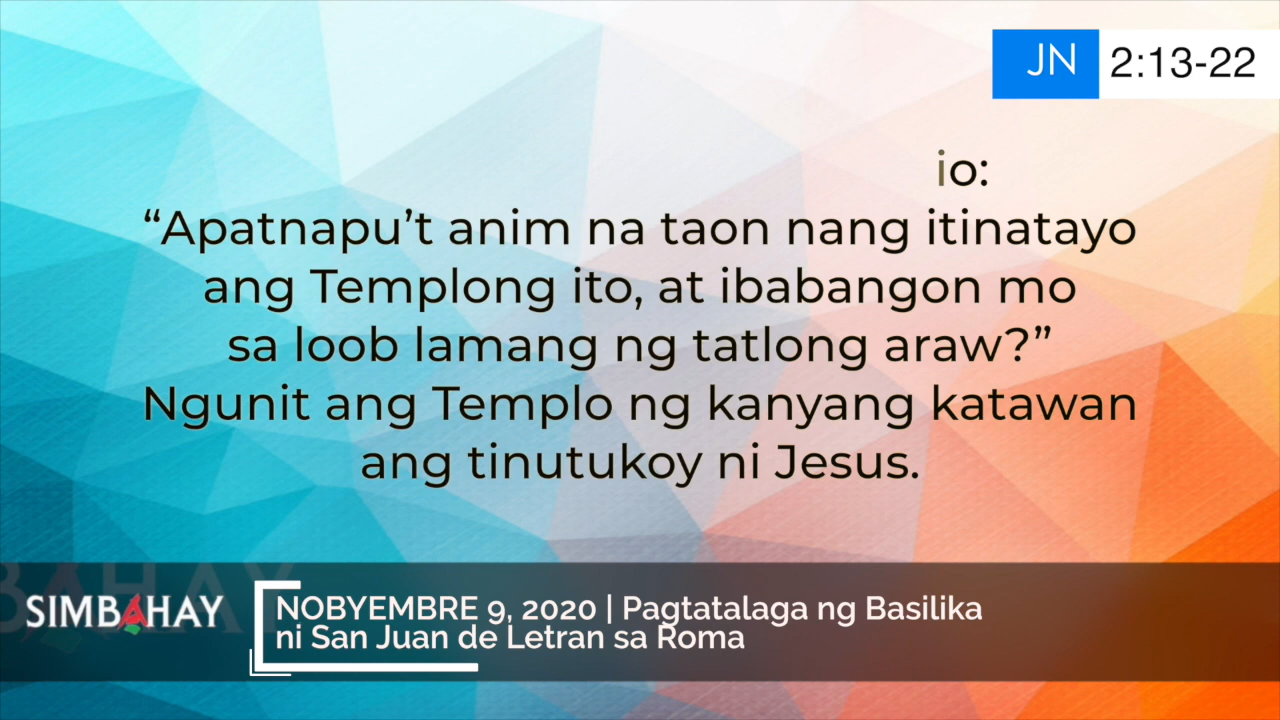 JN 2:13-22
io:
“Apatnapu’t anim na taon nang itinatayo
ang Templong ito, at ibabangon mo
sa loob lamang ng tatlong araw?”
Ngunit ang Templo ng kanyang katawan
ang tinutukoy ni Jesus.
SIMBAHAY
NOBYEMBRE 9, 2020 | Pagtatalaga ng Basilika
ni San Juan de Letran sa Roma